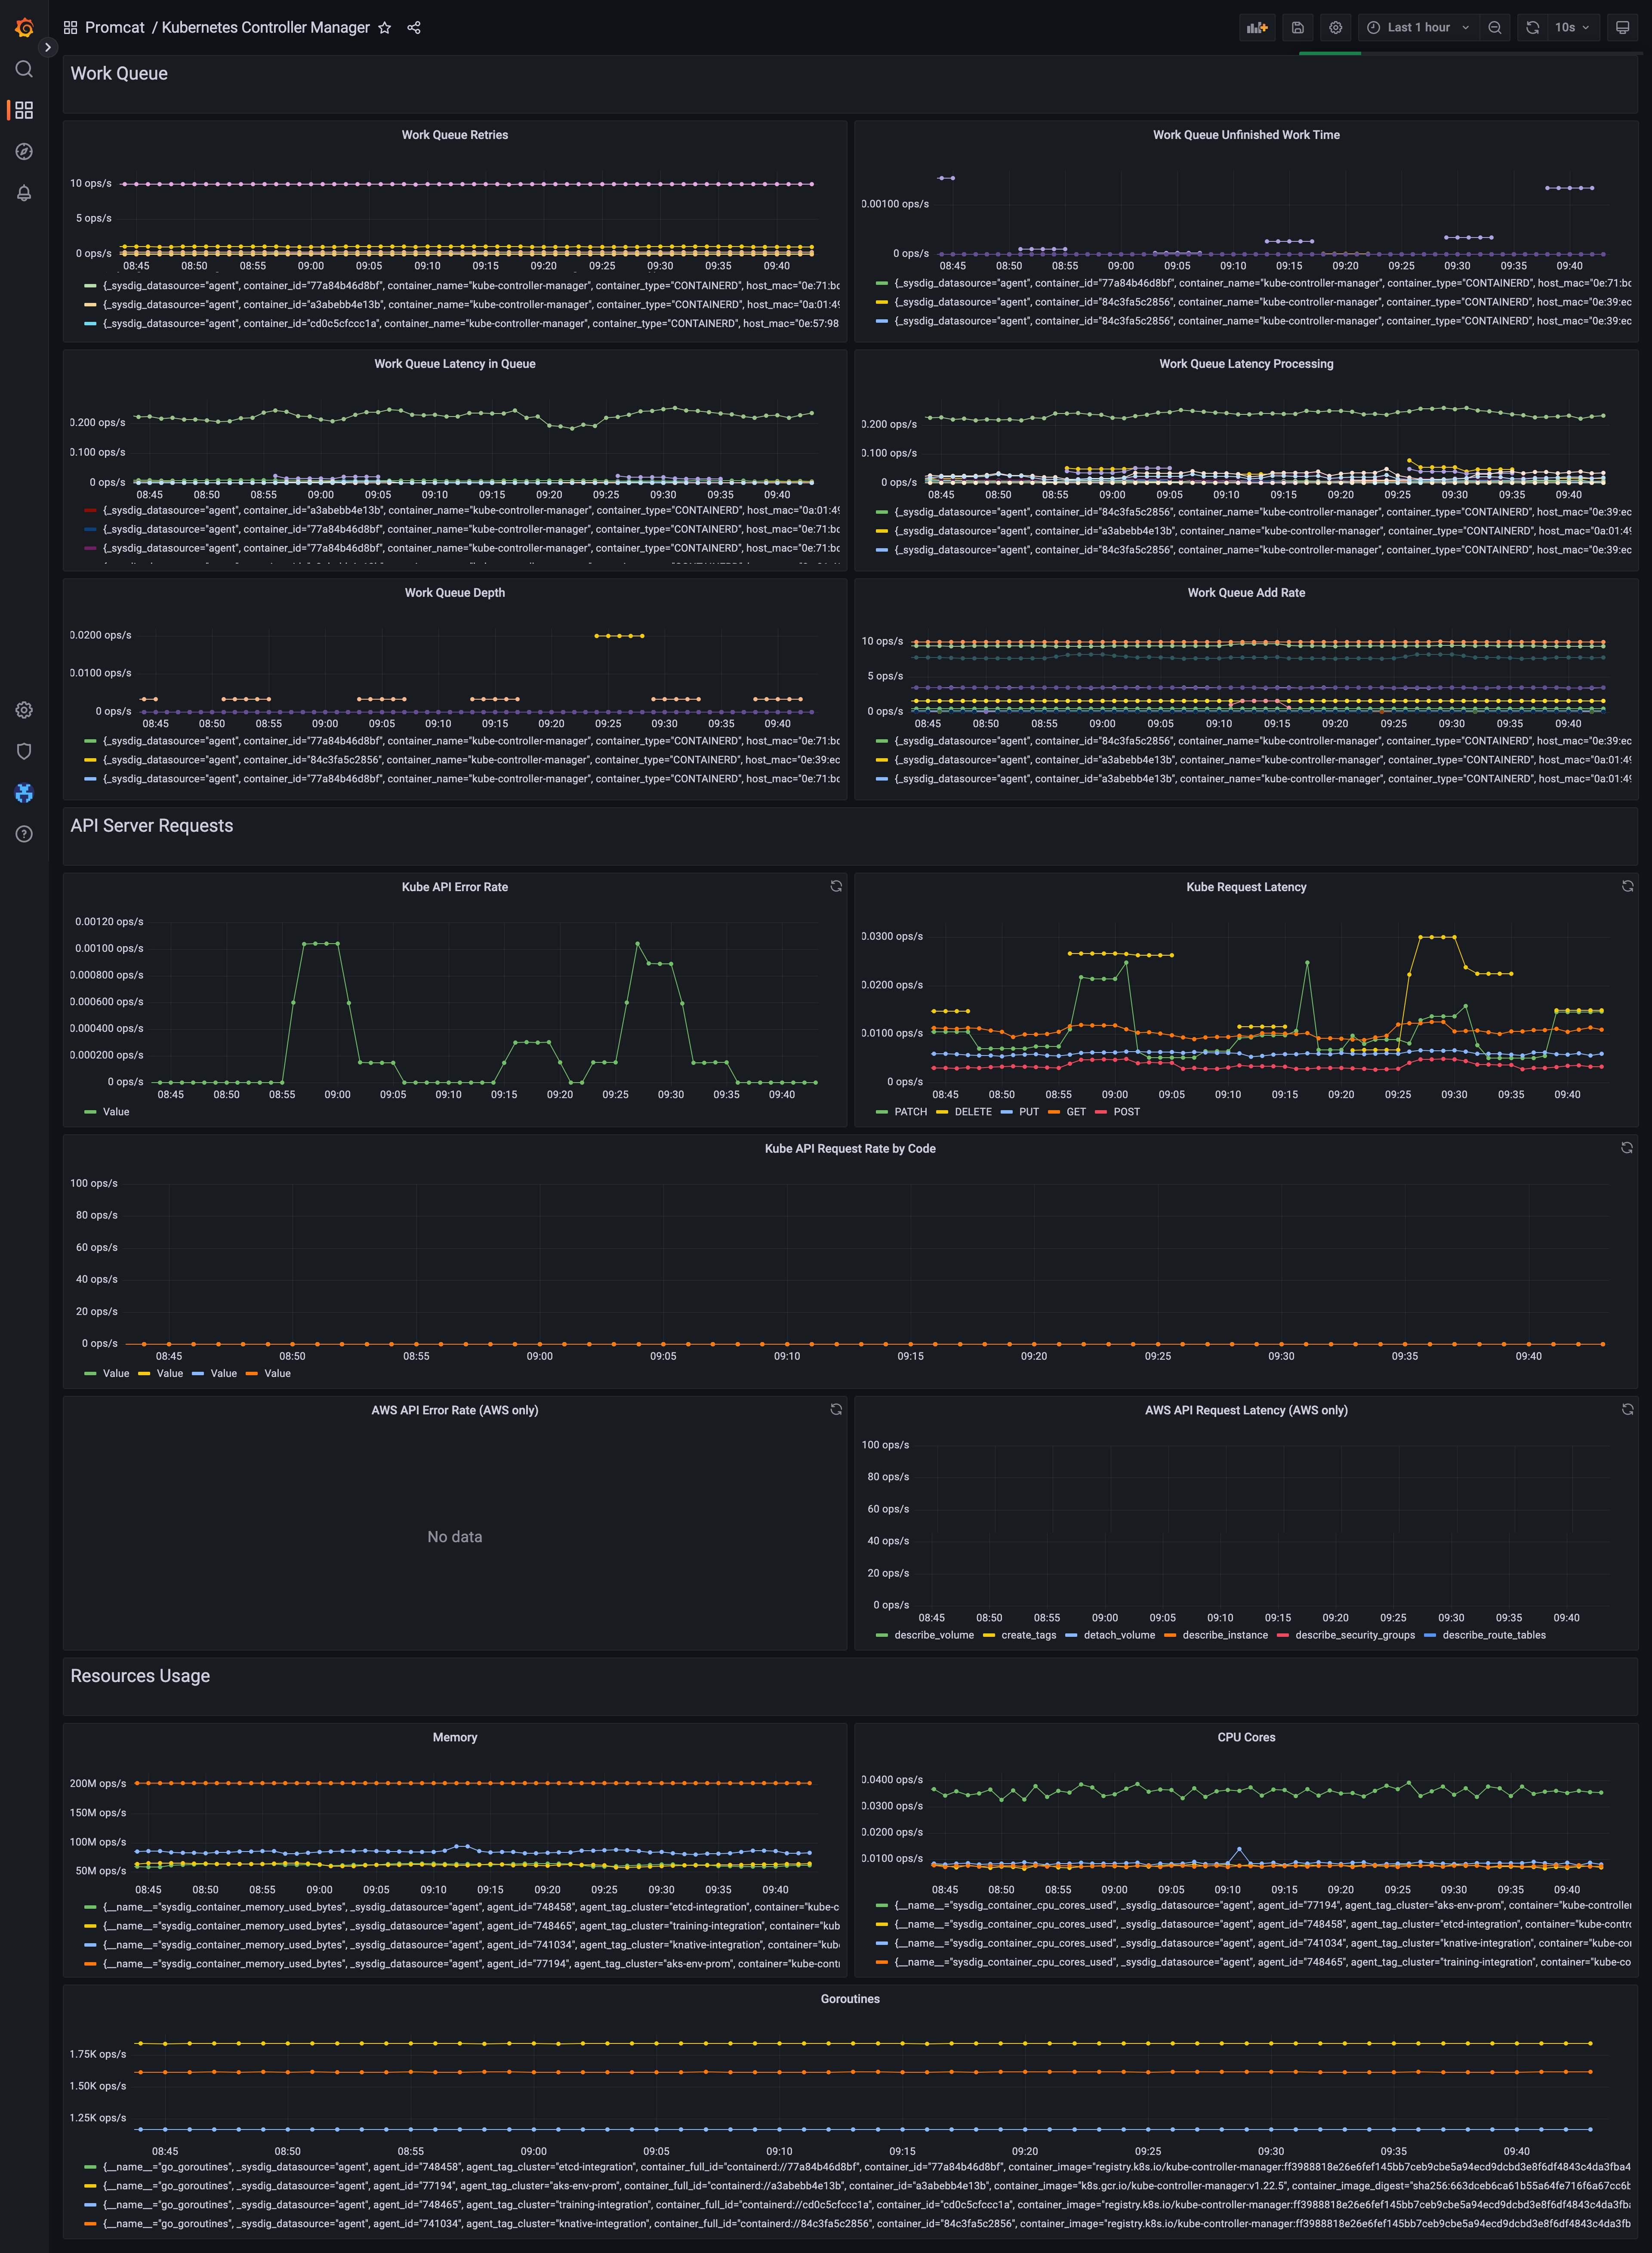 Promcat / Kubernetes Controller Manager
Last 1 hour
10s
Work Queue
Work Queue Retries
10 ops/s
5 ops/s
0 ops/s
08:45 08:50 08:55 09:00 09:05 09:10 09:15 09:20 09:25 09:30 09:35 09:40
{_sysdig_datasource="agent", container_id="77a84b46d8bf", container_name="kube-controller-manager", container_type="CONTAINERD", host_mac="0e:71:bc
{_sysdig_datasource="agent", container_id="a3abebb4e13b", container_name="kube-controller-manager", container_type="CONTAINERD", host_mac="0a:01:49
{_sysdig_datasource="agent", container_id="cd0c5cfccc1a", container_name="kube-controller-manager", container_type="CONTAINERD", host_mac="0e:57:98
Work Queue Unfinished Work Time
0.00100 ops/s
0 ops/s
08:45 08:50 08:55 09:00 09:05 09:10 09:15 09:20 09:25 09:30 09:35 09:40
{_sysdig_datasource="agent", container_id="77a84b46d8bf", container_name="kube-controller-manager", container_type="CONTAINERD", host_mac="0e:71:bc
{_sysdig_datasource="agent", container_id="84c3fa5c2856", container_name="kube-controller-manager", container_type="CONTAINERD", host_mac="0e:39:ec
{_sysdig_datasource="agent", container_id="84c3fa5c2856", container_name="kube-controller-manager", container_type="CONTAINERD", host_mac="0e:39:ec
Work Queue Latency in Queue
0.200 ops/s
0.100 ops/s
0 ops/s
08:45 08:50 08:55 09:00 09:05 09:10 09:15 09:20 09:25 09:30 09:35 09:40
{_sysdig_datasource="agent", container_id="a3abebb4e13b", container_name="kube-controller-manager", container_type="CONTAINERD", host_mac="0a:01:49
{_sysdig_datasource="agent", container_id="77a84b46d8bf", container_name="kube-controller-manager", container_type="CONTAINERD", host_mac="0e:71:bc
{_sysdig_datasource="agent", container_id="77a84b46d8bf", container_name="kube-controller-manager", container_type="CONTAINERD", host_mac="0e:71:bc
Work Queue Latency Processing
0.200 ops/s
0.100 ops/s
0 ops/s
08:45 08:50 08:55 09:00 09:05 09:10 09:15 09:20 09:25 09:30 09:35 09:40
{_sysdig_datasource="agent", container_id="84c3fa5c2856", container_name="kube-controller-manager", container_type="CONTAINERD", host_mac="0e:39:ec
{_sysdig_datasource="agent", container_id="a3abebb4e13b", container_name="kube-controller-manager", container_type="CONTAINERD", host_mac="0a:01:49
{_sysdig_datasource="agent", container_id="84c3fa5c2856", container_name="kube-controller-manager", container_type="CONTAINERD", host_mac="0e:39:ec
Work Queue Depth
0.0200 ops/s
0.0100 ops/s
0 ops/s
08:45 08:50 08:55 09:00 09:05 09:10 09:15 09:20 09:25 09:30 09:35 09:40
{_sysdig_datasource="agent", container_id="77a84b46d8bf", container_name="kube-controller-manager", container_type="CONTAINERD", host_mac="0e:71:bc
{_sysdig_datasource="agent", container_id="84c3fa5c2856", container_name="kube-controller-manager", container_type="CONTAINERD", host_mac="0e:39:ec
{_sysdig_datasource="agent", container_id="77a84b46d8bf", container_name="kube-controller-manager", container_type="CONTAINERD", host_mac="0e:71:bc
Work Queue Add Rate
10 ops/s
5 ops/s
0 ops/s
08:45 08:50 08:55 09:00 09:05 09:10 09:15 09:20 09:25 09:30 09:35 09:40
{_sysdig_datasource="agent", container_id="84c3fa5c2856", container_name="kube-controller-manager", container_type="CONTAINERD", host_mac="0e:39:ec
{_sysdig_datasource="agent", container_id="a3abebb4e13b", container_name="kube-controller-manager", container_type="CONTAINERD", host_mac="0a:01:49
{_sysdig_datasource="agent", container_id="a3abebb4e13b", container_name="kube-controller-manager", container_type="CONTAINERD", host_mac="0a:01:49
API Server Requests
Kube API Error Rate
0.00120 ops/s
0.00100 ops/s
0.000800 ops/s
0.000600 ops/s
0.000400 ops/s
0.000200 ops/s
0 ops/s
08:45 08:50 08:55 09:00 09:05 09:10 09:15 09:20 09:25 09:30 09:35 09:40
Value
Kube Request Latency
0.0300 ops/s
0.0200 ops/s
0.0100 ops/s
0 ops/s
08:45 08:50 08:55 09:00 09:05 09:10 09:15 09:20 09:25 09:30 09:35 09:40
PATCH DELETE PUT GET POST
Kube API Request Rate by Code
100 ops/s
80 ops/s
60 ops/s
40 ops/s
20 ops/s
0 ops/s
08:45 08:50 08:55 09:00 09:05 09:10 09:15 09:20 09:25 09:30 09:35 09:40
Value Value Value Value
AWS API Error Rate (AWS only)
No data
AWS API Request Latency (AWS only)
100 ops/s
80 ops/s
60 ops/s
40 ops/s
20 ops/s
0 ops/s
08:45 08:50 08:55 09:00 09:05 09:10 09:15 09:20 09:25 09:30 09:35 09:40
describe_volume create_tags detach_volume describe_instance describe_security_groups describe_route_tables
Resources Usage
Memory
200M ops/s
150M ops/s
100M ops/s
50M ops/s
08:45 08:50 08:55 09:00 09:05 09:10 09:15 09:20 09:25 09:30 09:35 09:40
{__name__="sysdig_container_memory_used_bytes", _sysdig_datasource="agent", agent_id="748458", agent_tag_cluster="etcd-integration", container="kube-c
{__name__="sysdig_container_memory_used_bytes", _sysdig_datasource="agent", agent_id="748465", agent_tag_cluster="training-integration", container="kub
{__name__="sysdig_container_memory_used_bytes", _sysdig_datasource="agent", agent_id="741034", agent_tag_cluster="knative-integration", container="kube
{__name__="sysdig_container_memory_used_bytes", _sysdig_datasource="agent", agent_id="77194", agent_tag_cluster="aks-env-prom", container="kube-contr
CPU Cores
0.0400 ops/s
0.0300 ops/s
0.0200 ops/s
0.0100 ops/s
08:45 08:50 08:55 09:00 09:05 09:10 09:15 09:20 09:25 09:30 09:35 09:40
{__name__="sysdig_container_cpu_cores_used", _sysdig_datasource="agent", agent_id="77194", agent_tag_cluster="aks-env-prom", container="kube-controller
{__name__="sysdig_container_cpu_cores_used", _sysdig_datasource="agent", agent_id="748458", agent_tag_cluster="etcd-integration", container="kube-contro
{__name__="sysdig_container_cpu_cores_used", _sysdig_datasource="agent", agent_id="741034", agent_tag_cluster="knative-integration", container="kube-cor
{__name__="sysdig_container_cpu_cores_used", _sysdig_datasource="agent", agent_id="748465", agent_tag_cluster="training-integration", container="kube-co
Goroutines
1.75K ops/s
1.50K ops/s
1.25K ops/s
08:45 08:50 08:55 09:00 09:05 09:10 09:15 09:20 09:25 09:30 09:35 09:40
{__name__="go_goroutines", _sysdig_datasource="agent", agent_id="748458", agent_tag_cluster="etcd-integration", container_full_id="containerd://77a84b46d8bf", container_id="77a84b46d8bf", container_image="registry.k8s.io/kube-controller-manager:ff3988818e26e6fef145bb7ceb9cbe5a94ecd9dcbd3e8f6df4843c4da3fba4
{__name__="go_goroutines", _sysdig_datasource="agent", agent_id="77194", agent_tag_cluster="aks-env-prom", container_full_id="containerd://a3abebb4e13b", container_id="a3abebb4e13b", container_image="k8s.gcr.io/kube-controller-manager:v1.22.5", container_image_digest="sha256:663dceb6ca61b55a64fe716f6a67cc6b
{__name__="go_goroutines", _sysdig_datasource="agent", agent_id="748465", agent_tag_cluster="training-integration", container_full_id="containerd://cd0c5cfccc1a", container_id="cd0c5cfccc1a", container_image="registry.k8s.io/kube-controller-manager:ff3988818e26e6fef145bb7ceb9cbe5a94ecd9dcbd3e8f6df4843c4da3fba
{__name__="go_goroutines", _sysdig_datasource="agent", agent_id="741034", agent_tag_cluster="knative-integration", container_full_id="containerd://84c3fa5c2856", container_id="84c3fa5c2856", container_image="registry.k8s.io/kube-controller-manager:ff3988818e26e6fef145bb7ceb9cbe5a94ecd9dcbd3e8f6df4843c4da3fb